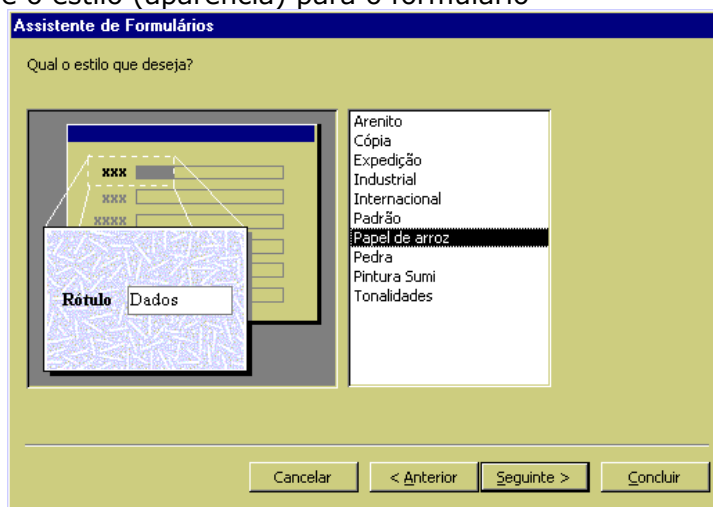 e o estilo (aparência) para o formulário
Assistente de Formulários
Qual o estilo que deseja?
xxx
xxx
xxxx
Rótulo Dados
Arenito
Cópia
Expedição
Industrial
Internacional
Padrão
Papel de arroz
Pedra
Pintura Sumi
Tonalidades
Cancelar < Anterior Seguinte > Concluir